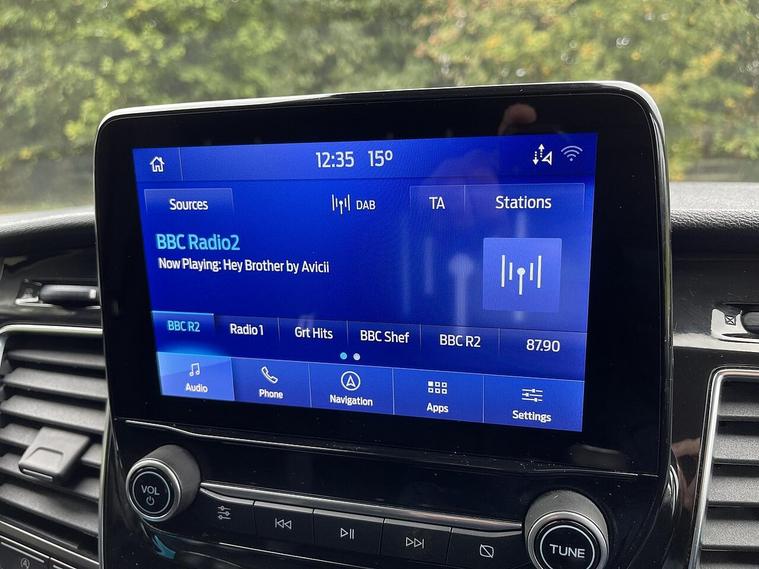 12:35 15º
Sources DAB TA Stations
BBC Radio2
Now Playing: Hey Brother by Avicii
BBC R2 Radio 1 Grt Hits BBC Shef BBC R2 87.90
Audio Phone Navigation Apps Settings
VOL
TUNE